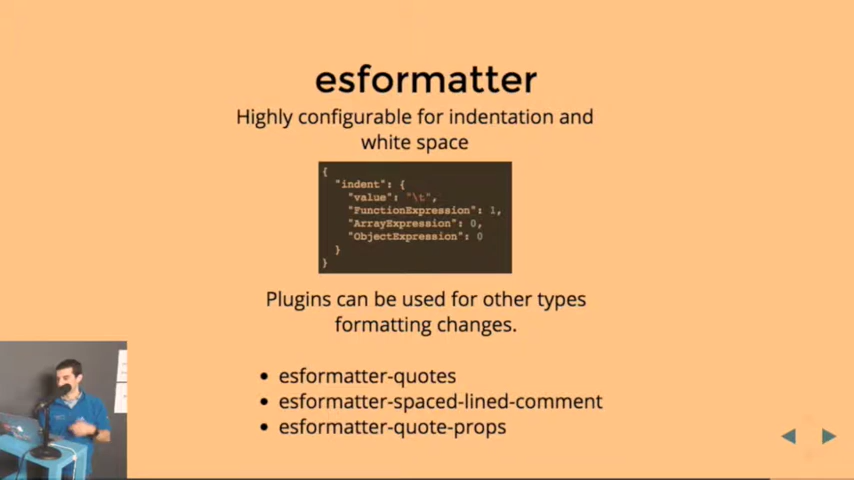 esformatter
Highly configurable for indentation and
white space
{
"indent": {
"value": "\t",
"FunctionExpression": 1,
"ArrayExpression": 0,
"ObjectExpression": 0
}
}
Plugins can be used for other types
formatting changes.
• esformatter-quotes
• esformatter-spaced-lined-comment
• esformatter-quote-props